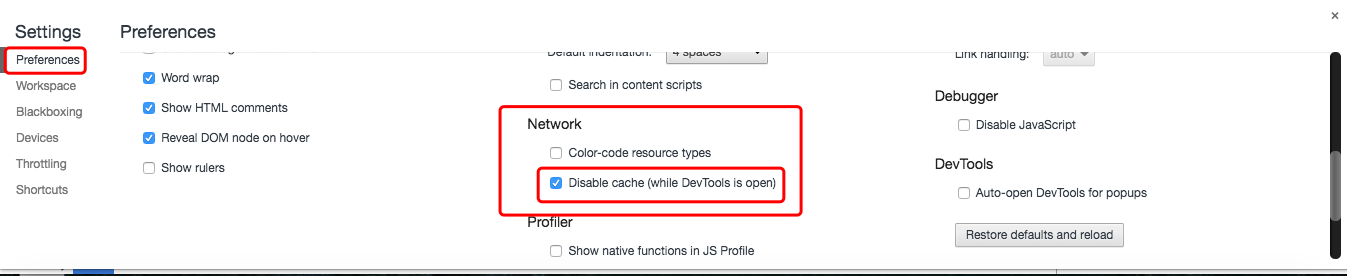 ×
Settings
Preferences
Preferences
Workspace
Blackboxing
Devices
Throttling
Shortcuts
Word wrap
Show HTML comments
Reveal DOM node on hover
Show rulers
Default indentation:
4 spaces
Search in content scripts
Network
Color-code resource types
Disable cache (while DevTools is open)
Profiler
Show native functions in JS Profile
Link handling:
auto
Debugger
Disable JavaScript
DevTools
Auto-open DevTools for popups
Restore defaults and reload